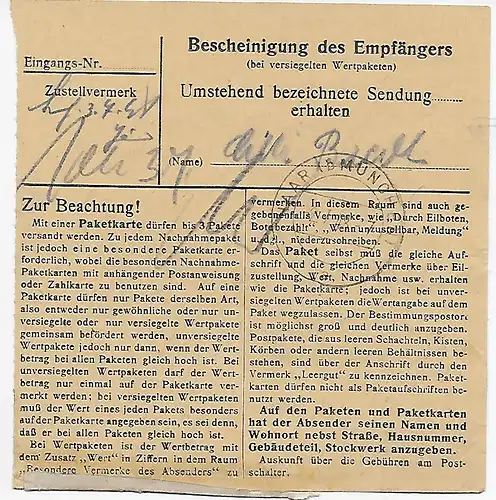 Bescheinigung des Empfängers
(bei versiegelten Wertpaketen)
Umstehend bezeichnete Sendung
erhalten
(Name)
Eingangs-Nr.
Zustellvermerk
HAAR (B MÜNC
Zur Beachtung!
Mit einer Paketkarte dürfen bis 3 Pakete
versandt werden. Zu jedem Nachnahmepaket
ist jedoch eine besondere Paketkarte er-
forderlich, wobei die besonderen Nachnahme-
Paketkarten mit anhängender Postanweisung
oder Zahlkarte zu benutzen sind. Auf eine
Paketkarte dürfen nur Pakete derselben Art,
also entweder nur gewöhnliche oder nur un-
versiegelte oder nur versiegelte Wertpakete
gemeinsam befördert werden, unversiegelte
Wertpakete jedoch nur dann, wenn der Wert-
betrag bei allen Paketen gleich hoch ist. Bei
unversiegelten Wertpaketen darf der Wert-
betrag nur einmal auf der Paketkarte ver-
merkt werden; bei versiegelten Wertpaketen
muß der Wert eines jeden Pakets besonders
auf der Paketkarte angegeben sein, es sei denn,
daß er bei allen Paketen gleich hoch ist.
Bei Wertpaketen ist der Wertbetrag mit
dem Zusatz „Wert" in Ziffern in dem Raum
„Besondere Vermerke des Absenders" zu
vermerken. In diesem Raum sind auch ge-
gebenenfalls Vermerke, wie „Durch Eilboten,
Bote bezahlt", „Wenn unzustellbar, Meldung"
u. dgl., niederzuschreiben.
Das Paket selbst muß die gleiche Auf-
schrift und die gleichen Vermerke über Eil-
zustellung, Wert, Nachnahme usw. erhalten
wie die Paketkarte; jedoch ist bei unver-
siegelten Wertpaketen die Wertangabe auf dem
Paket wegzulassen. Der Bestimmungspostort
ist möglichst groß und deutlich anzugeben.
Postpakete, die aus leeren Schachteln, Kisten,
Körben oder andern leeren Behältnissen be-
stehen, sind über der Anschrift durch den
Vermerk „Leergut" zu kennzeichnen. Paket-
karten dürfen nicht als Paketaufschriften be-
nutzt werden.
Auf den Paketen und Paketkarten
hat der Absender seinen Namen und
Wohnort nebst Straße, Hausnummer,
Gebäudeteil, Stockwerk anzugeben.
Auskunft über die Gebühren am Post-
schalter.